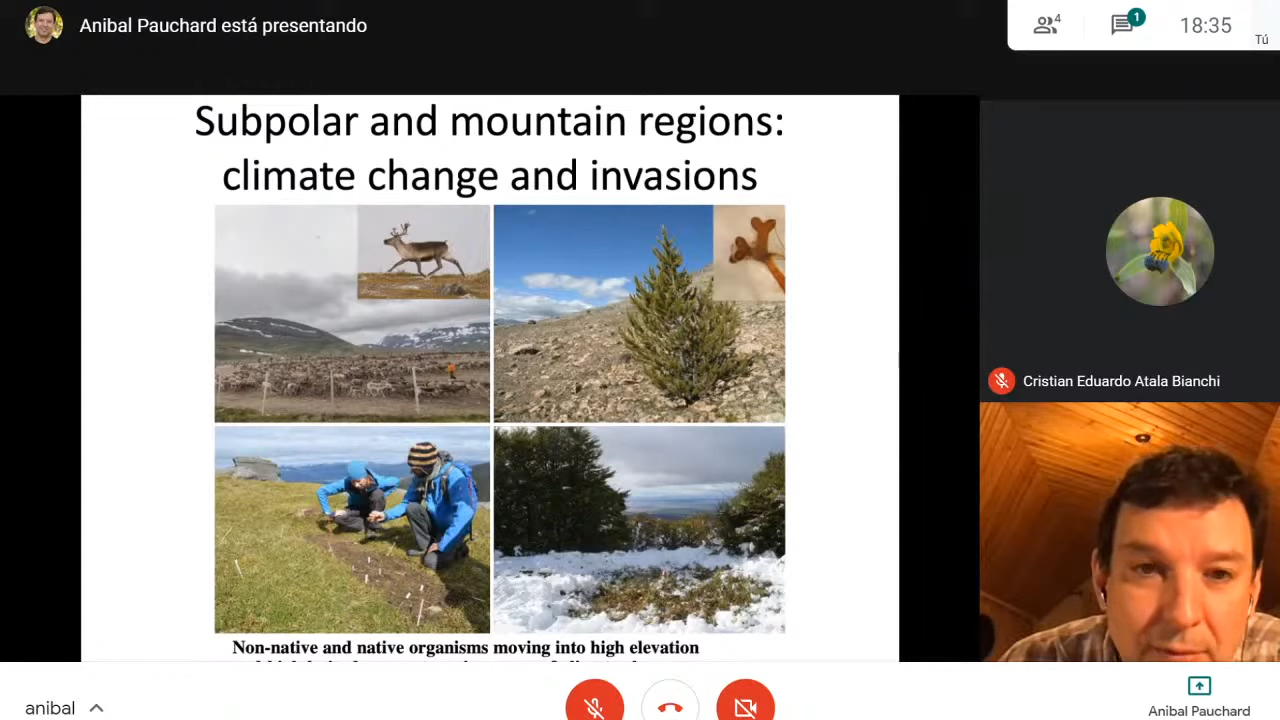 Anibal Pauchard está presentando
4
1
18:35
Tú
Subpolar and mountain regions:
climate change and invasions
Cristian Eduardo Atala Bianchi
Non-native and native organisms moving into high elevation
anibal
Anibal Pauchard